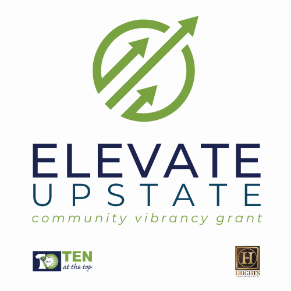 ELEVATE
UPSTATE
community vibrancy grant
TEN
at the top
H
HUGHES